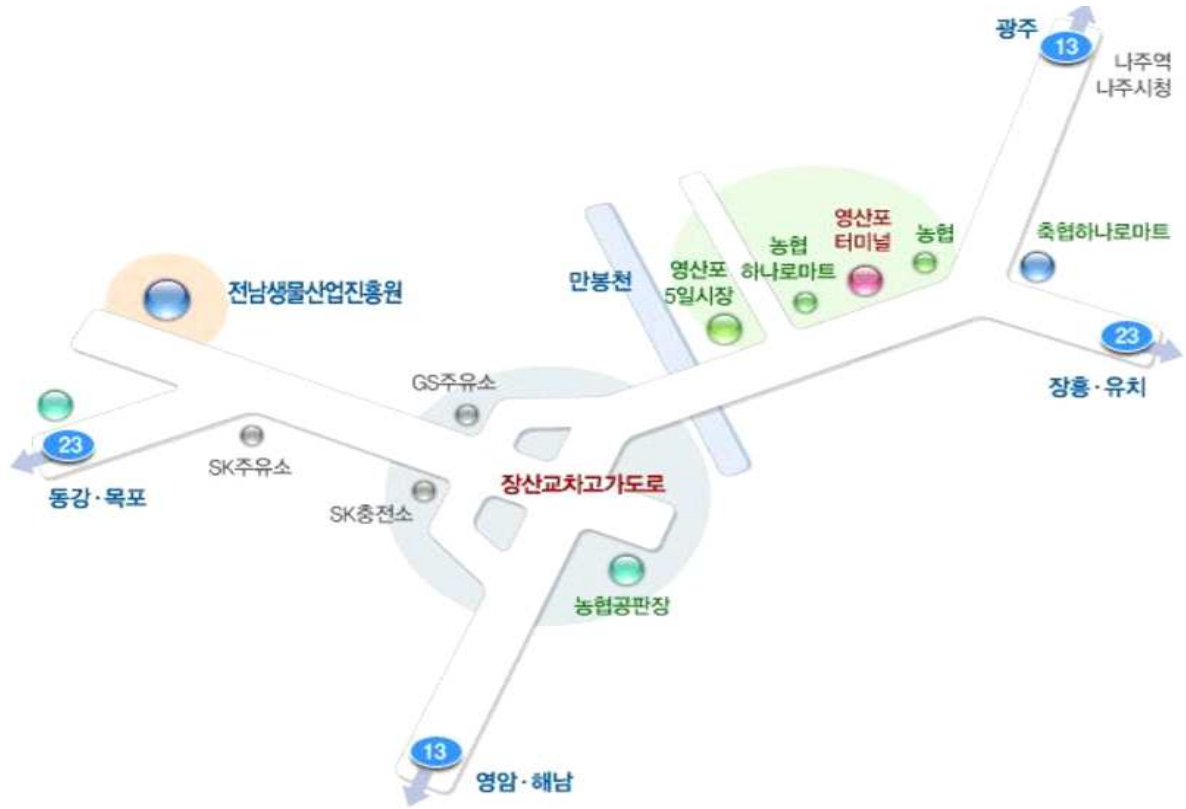 광주
13
나주역
나주시청
영산포
터미널
농협
축협하나로마트
농협
하나로마트
영산포
5일시장
만봉천
전남생물산업진흥원
23
장흥·유치
GS주유소
23
SK주유소
동강·목포
장산교차고가도로
SK충전소
농협공판장
13
영암·해남